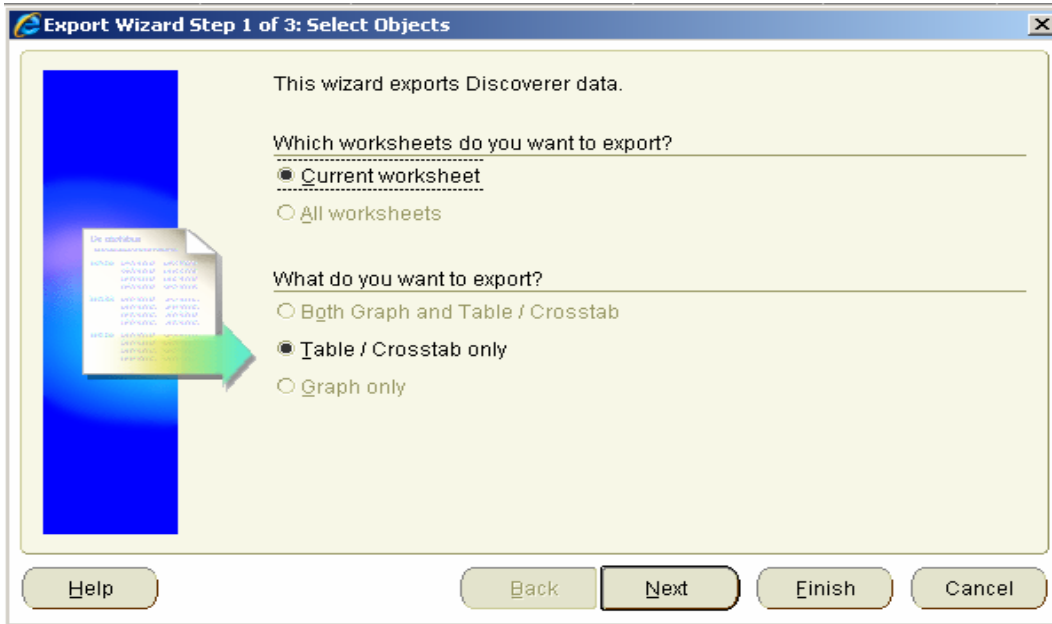 Export Wizard Step 1 of 3: Select Objects
This wizard exports Discoverer data.
Which worksheets do you want to export?
Current worksheet
All worksheets
What do you want to export?
Both Graph and Table / Crosstab
Table / Crosstab only
Graph only
Help
Back
Next
Finish
Cancel